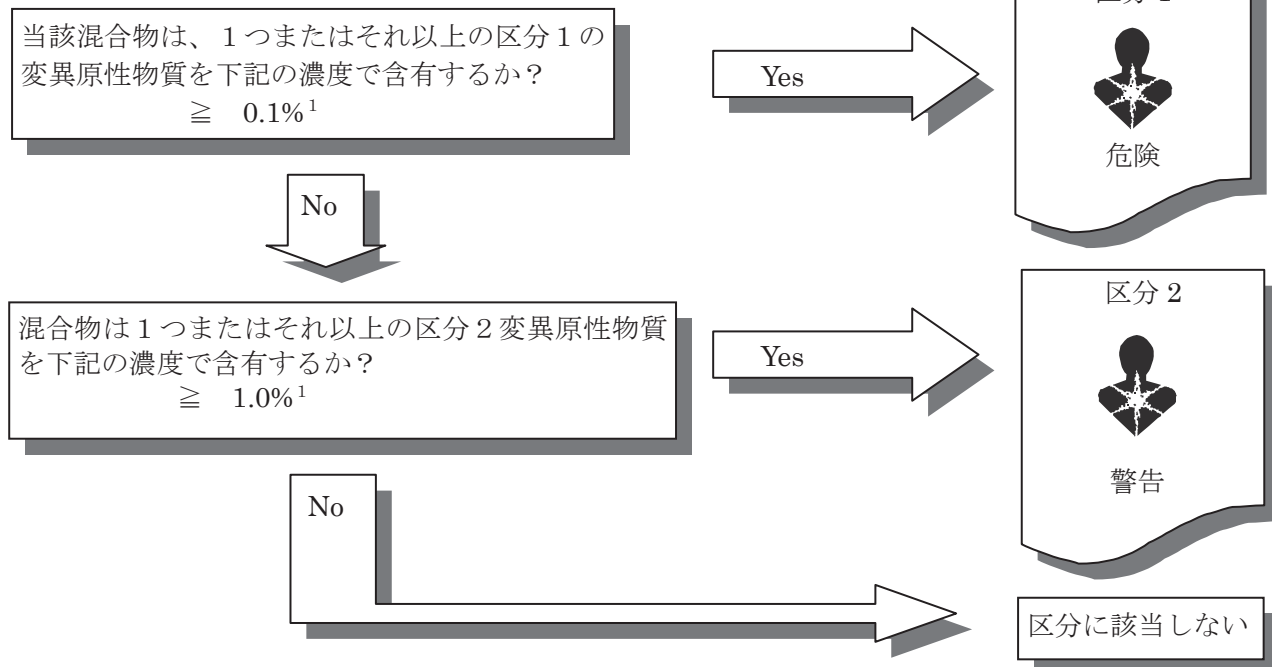 当該混合物は、１つまたはそれ以上の区分１の
変異原性物質を下記の濃度で含有するか？
≧ 0.1%¹
Yes
危険
No
混合物は１つまたはそれ以上の区分２変異原性物質
を下記の濃度で含有するか？
≧ 1.0%¹
Yes
区分 2
警告
No
区分に該当しない